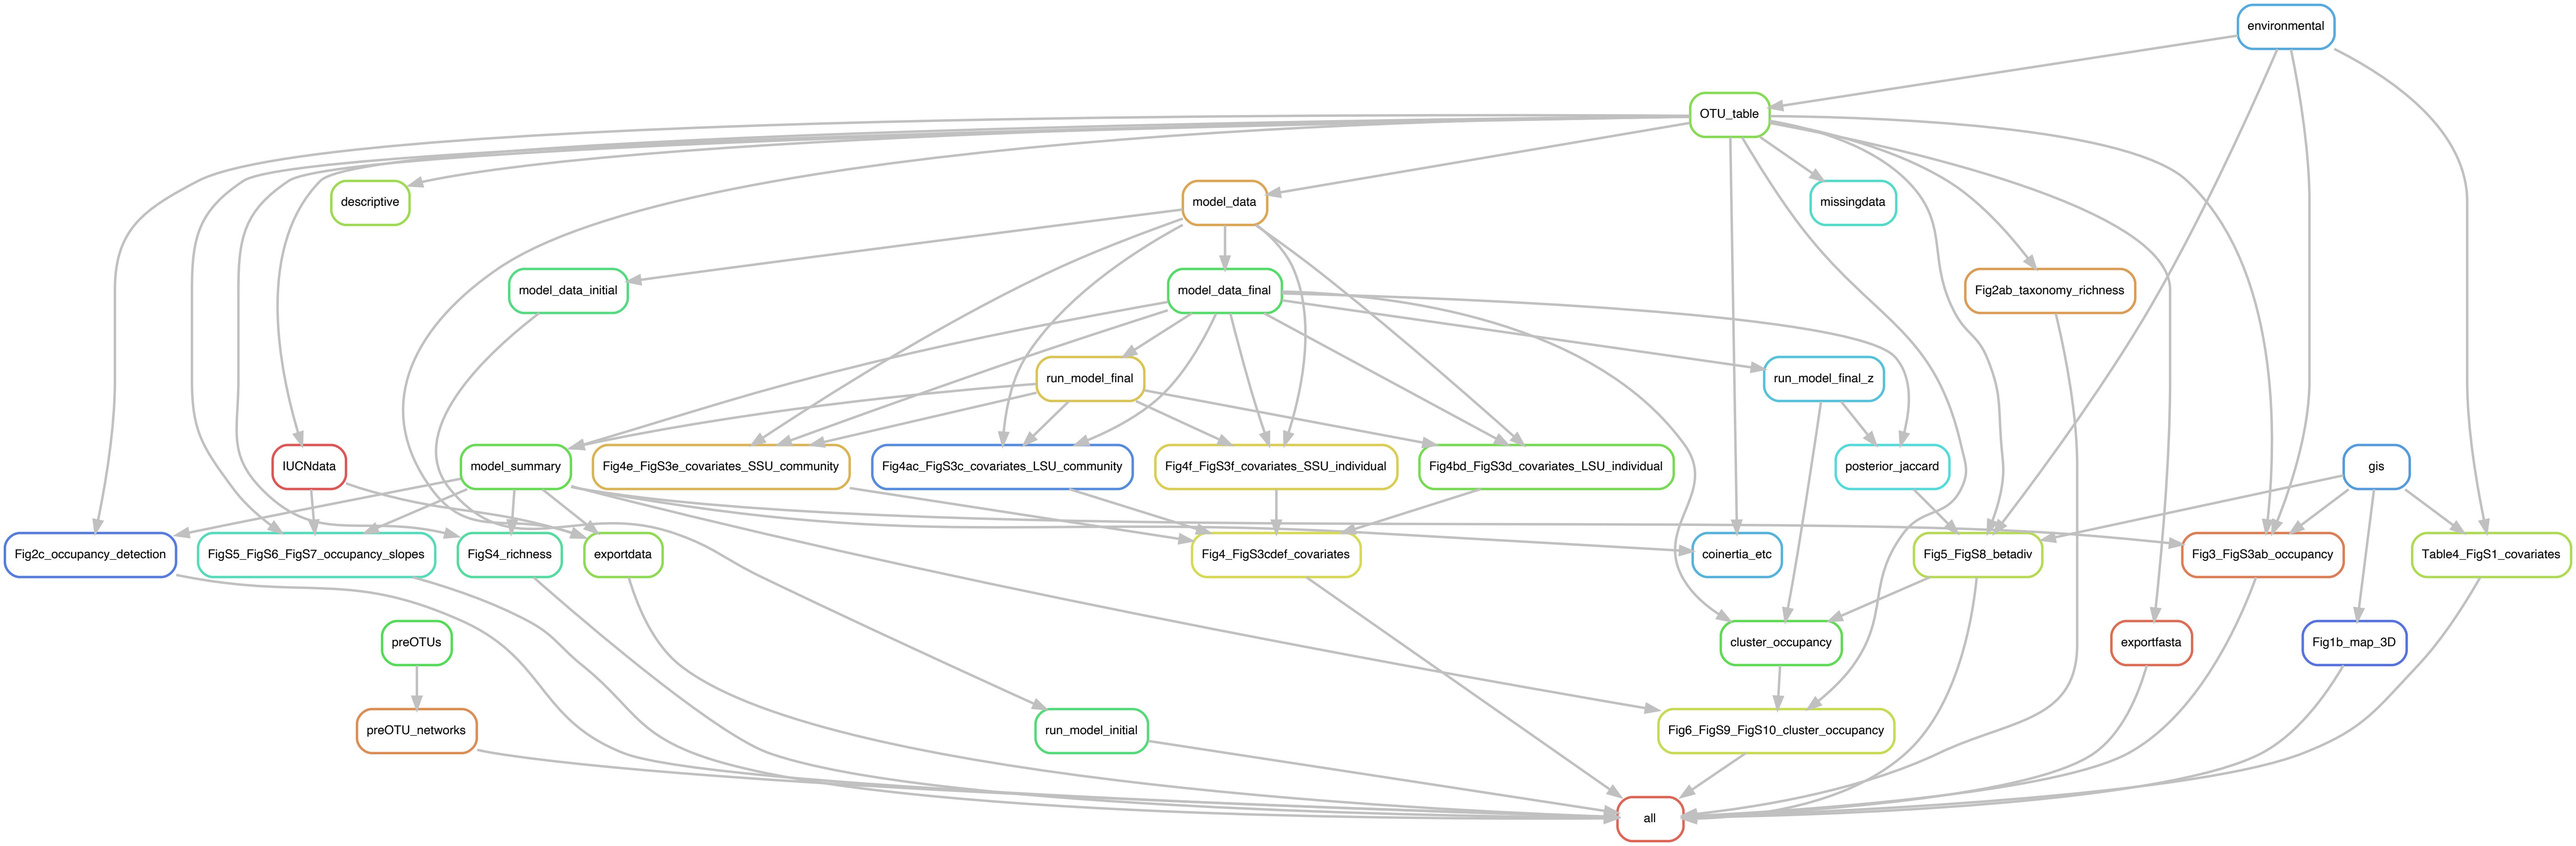 environmental
OTU_table
descriptive
model_data
missingdata
model_data_initial
model_data_final
Fig2ab_taxonomy_richness
run_model_final
run_model_final_z
IUCNdata
model_summary
Fig4e_FigS3e_covariates_SSU_community
Fig4ac_FigS3c_covariates_LSU_community
Fig4f_FigS3f_covariates_SSU_individual
Fig4bd_FigS3d_covariates_LSU_individual
posterior_jaccard
gis
Fig2c_occupancy_detection
FigS5_FigS6_FigS7_occupancy_slopes
FigS4_richness
exportdata
Fig4_FigS3cdef_covariates
coinertia_etc
Fig5_FigS8_betadiv
Fig3_FigS3ab_occupancy
Table4_FigS1_covariates
preOTUs
cluster_occupancy
exportfasta
Fig1b_map_3D
preOTU_networks
run_model_initial
Fig6_FigS9_FigS10_cluster_occupancy
all